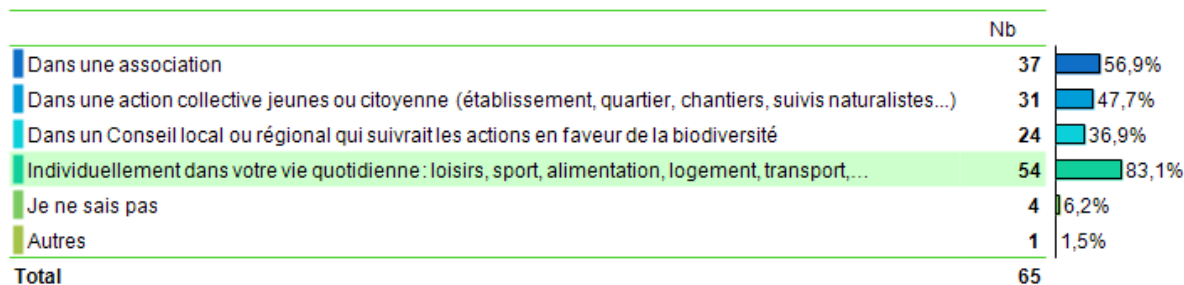 Nb
Dans une association 37 56,9%
Dans une action collective jeunes ou citoyenne (établissement, quartier, chantiers, suivis naturalistes...) 31 47,7%
Dans un Conseil local ou régional qui suivrait les actions en faveur de la biodiversité 24 36,9%
Individuellement dans votre vie quotidienne: loisirs, sport, alimentation, logement, transport,... 54 83,1%
Je ne sais pas 4 6,2%
Autres 1 1,5%
Total 65